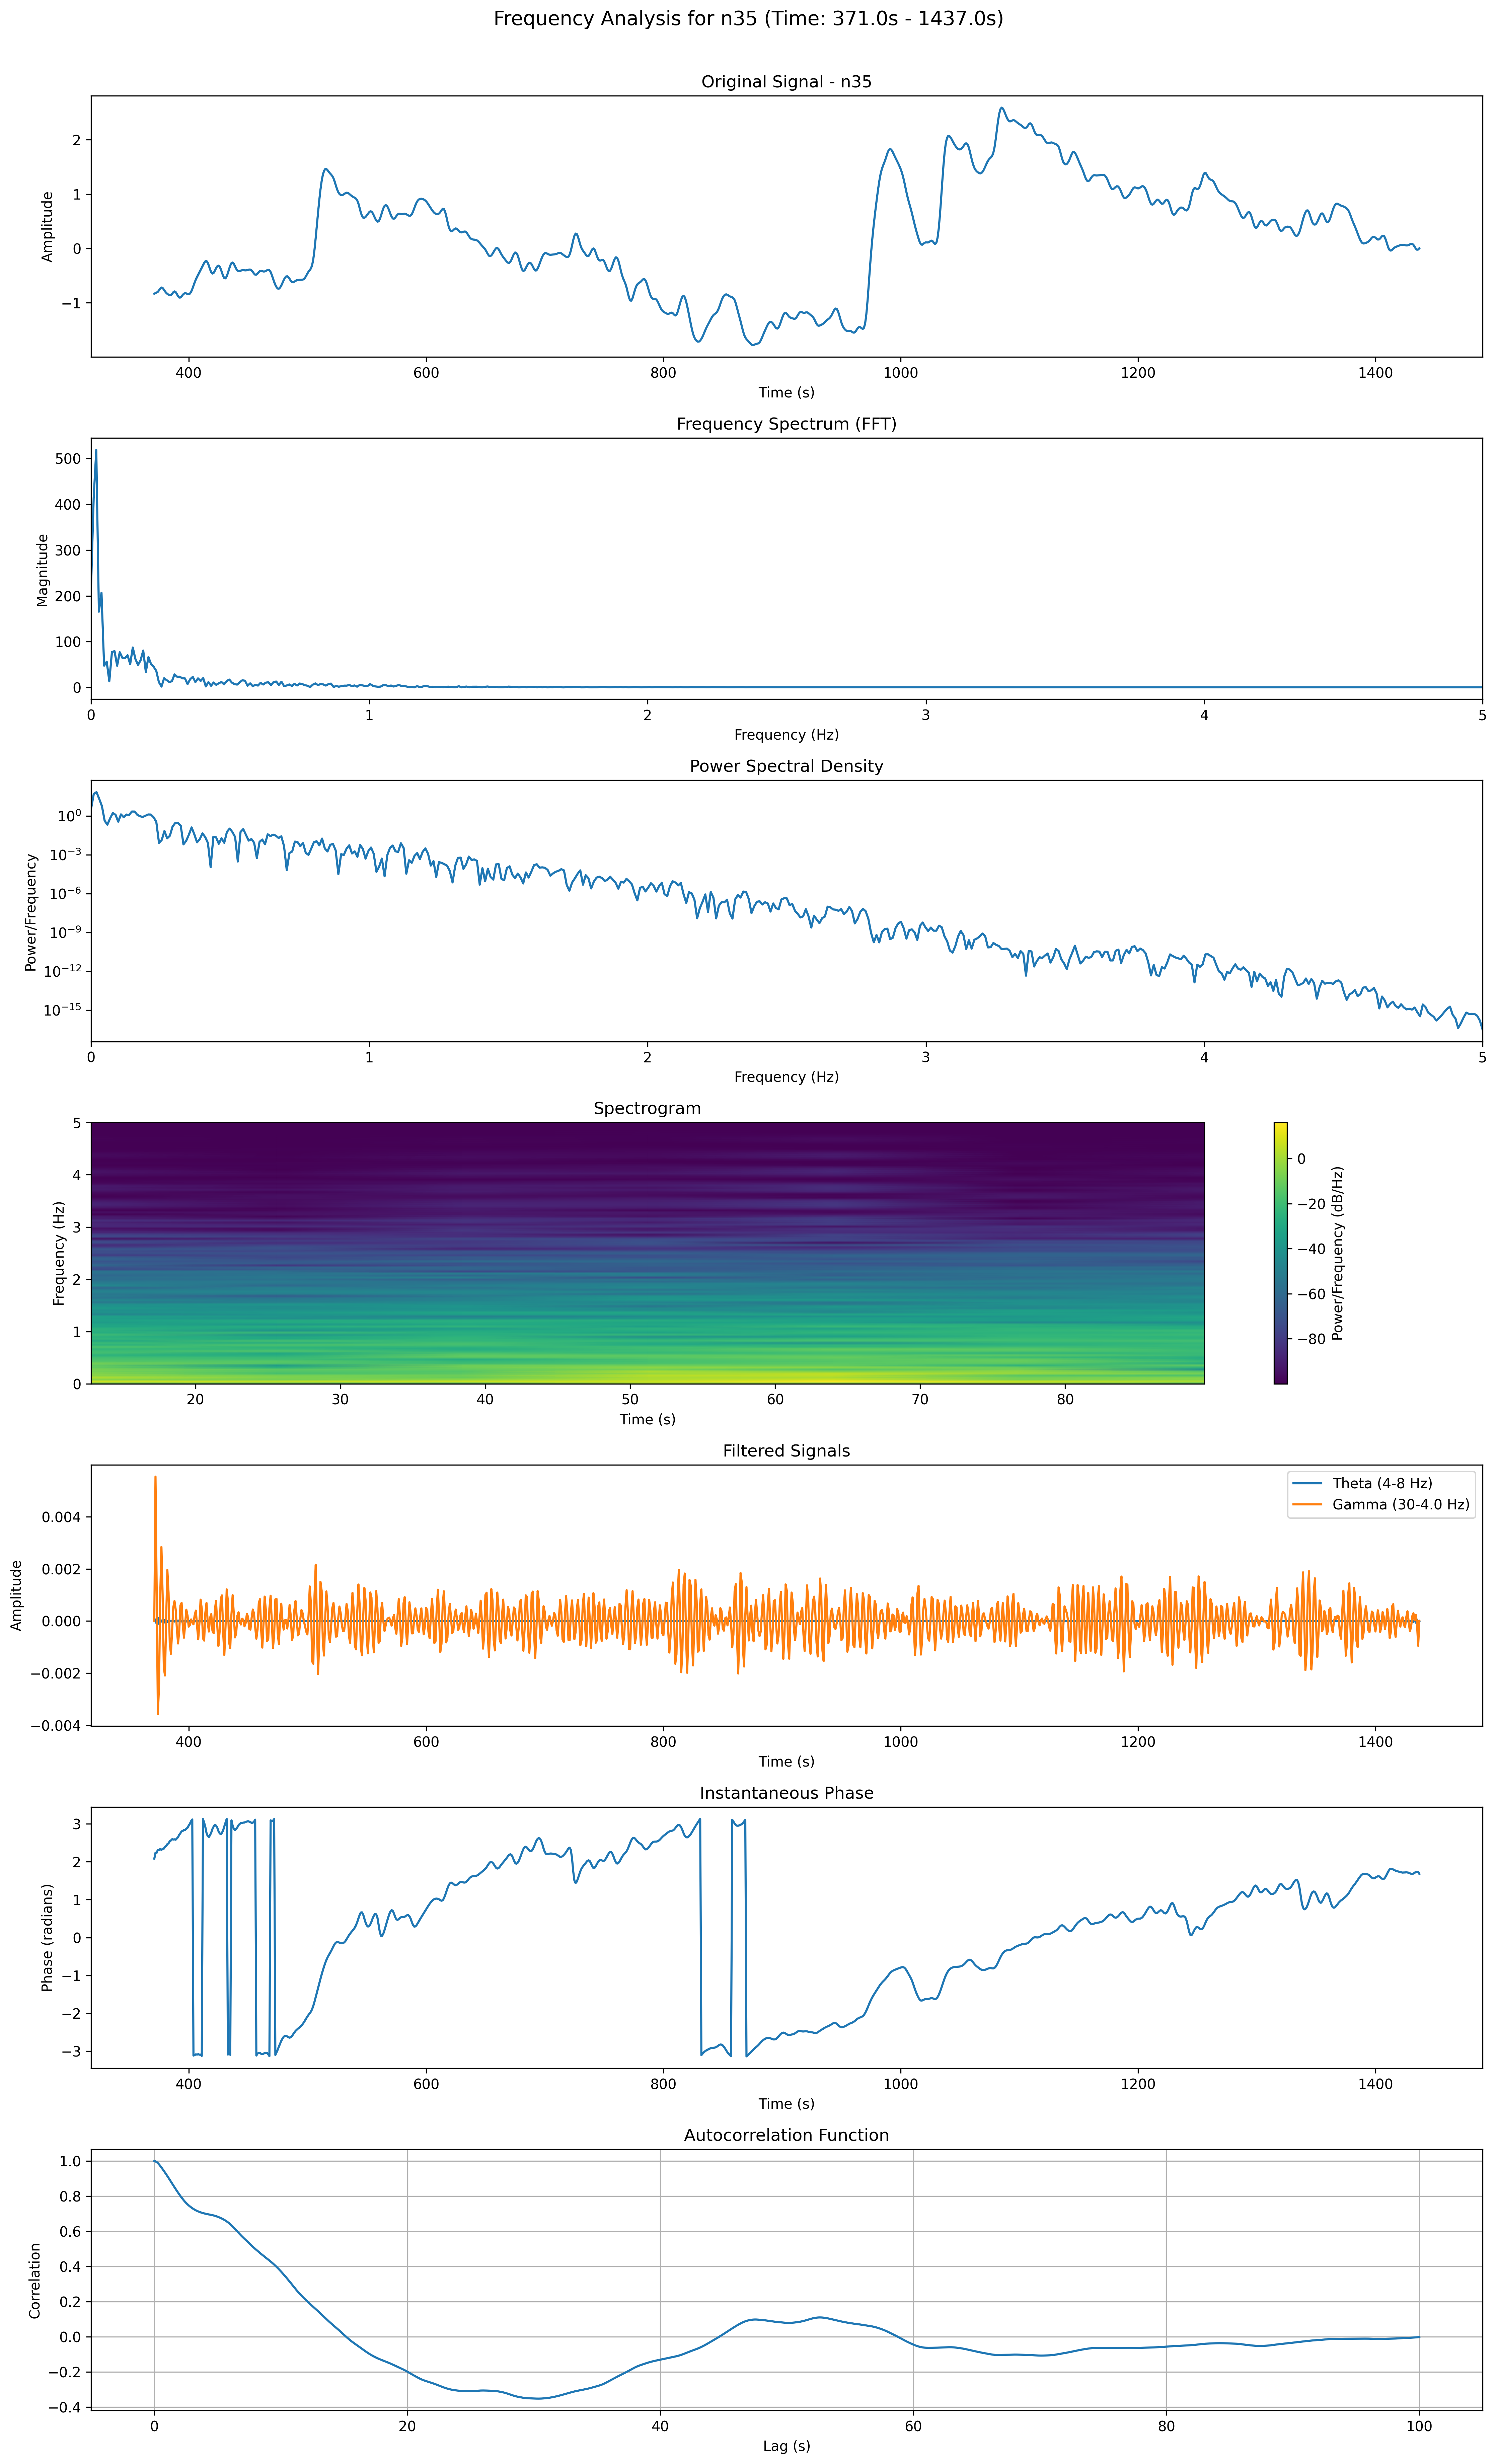 Frequency Analysis for n35 (Time: 371.0s - 1437.0s)
Original Signal - n35
Amplitude
2
1
0
−1
400 600 800 1000 1200 1400
Time (s)
Frequency Spectrum (FFT)
Magnitude
500
400
300
200
100
0
0 1 2 3 4 5
Frequency (Hz)
Power Spectral Density
Power/Frequency
10⁰
10⁻³
10⁻⁶
10⁻⁹
10⁻¹²
10⁻¹⁵
0 1 2 3 4 5
Frequency (Hz)
Spectrogram
Frequency (Hz)
5
4
3
2
1
0
20 30 40 50 60 70 80
Time (s)
0
−20
−40
−60
−80
Power/Frequency (dB/Hz)
Filtered Signals
Theta (4-8 Hz)
Gamma (30-4.0 Hz)
Amplitude
0.004
0.002
0.000
−0.002
−0.004
400 600 800 1000 1200 1400
Time (s)
Instantaneous Phase
Phase (radians)
3
2
1
0
−1
−2
−3
400 600 800 1000 1200 1400
Time (s)
Autocorrelation Function
Correlation
1.0
0.8
0.6
0.4
0.2
0.0
−0.2
−0.4
0 20 40 60 80 100
Lag (s)